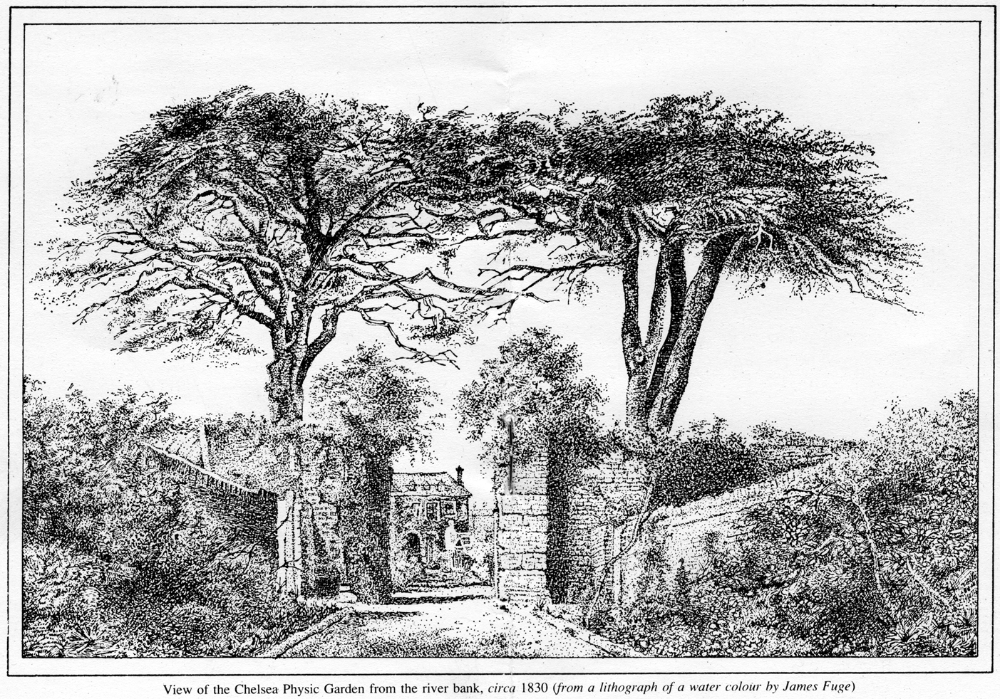 View of the Chelsea Physic Garden from the river bank, circa 1830 (from a lithograph of a water colour by James Fuge)